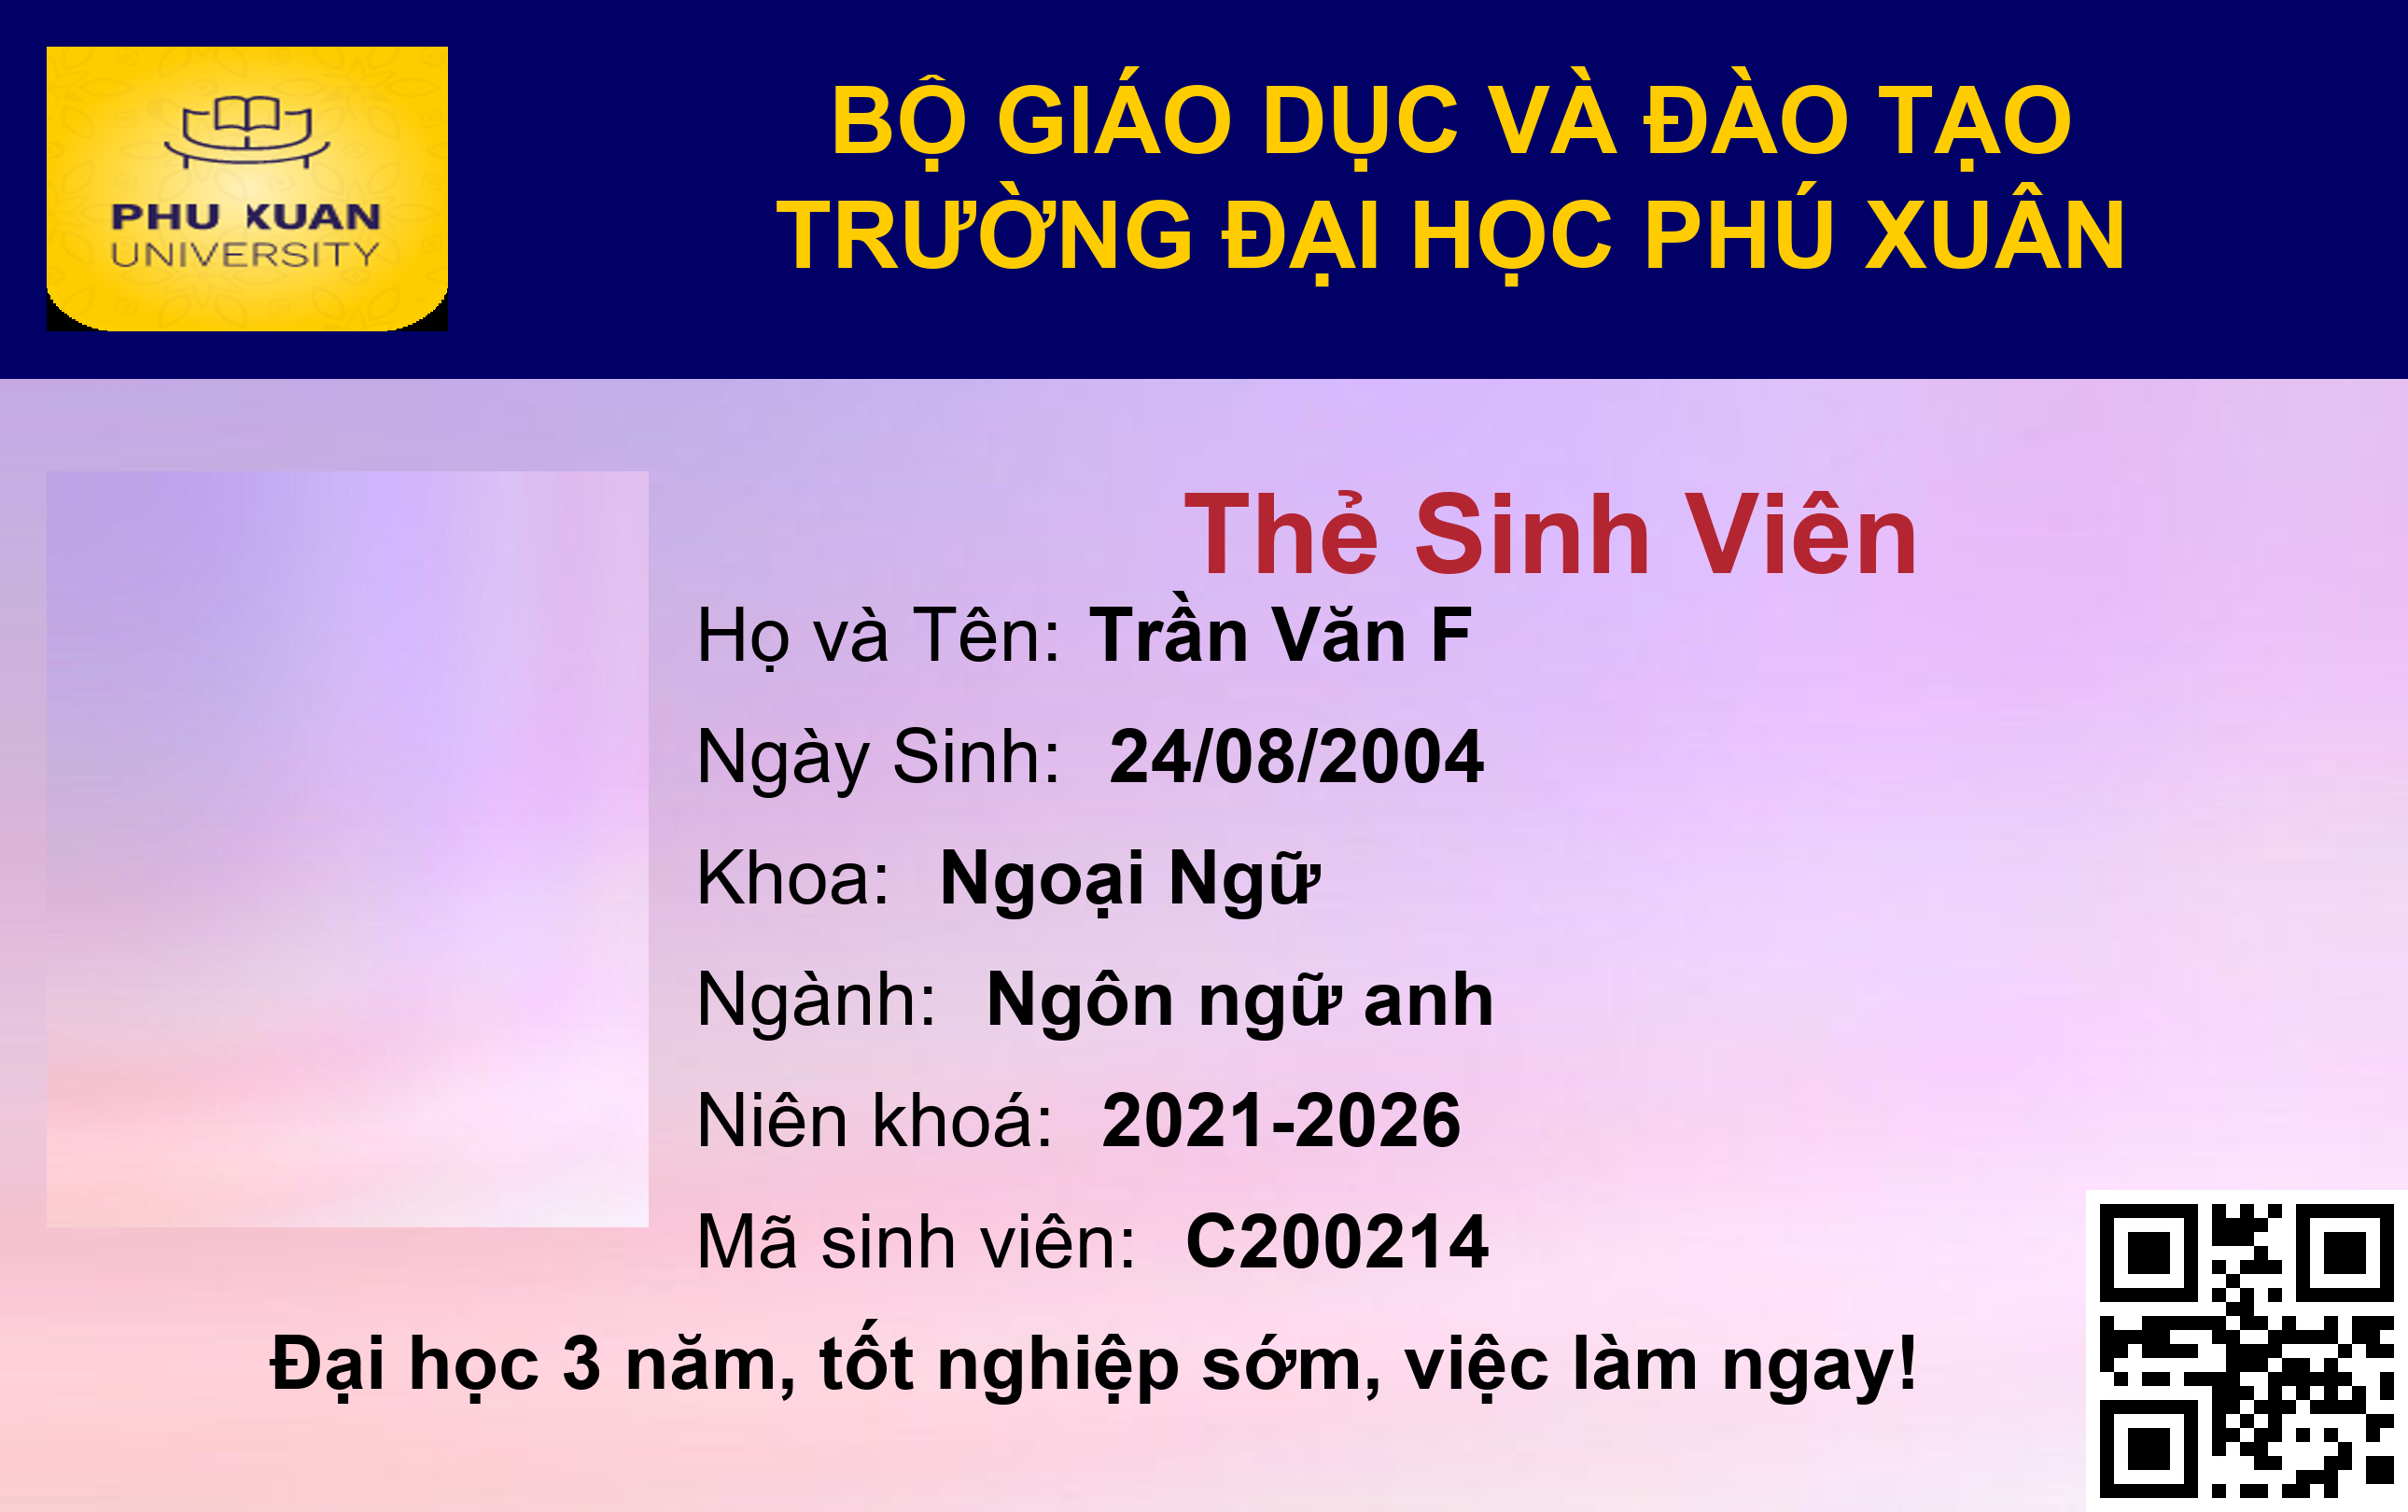 PHU XUAN
UNIVERSITY
BỘ GIÁO DỤC VÀ ĐÀO TẠO
TRƯỜNG ĐẠI HỌC PHÚ XUÂN
Thẻ Sinh Viên
Họ và Tên: Trần Văn F
Ngày Sinh: 24/08/2004
Khoa: Ngoại Ngữ
Ngành: Ngôn ngữ anh
Niên khoá: 2021-2026
Mã sinh viên: C200214
Đại học 3 năm, tốt nghiệp sớm, việc làm ngay!